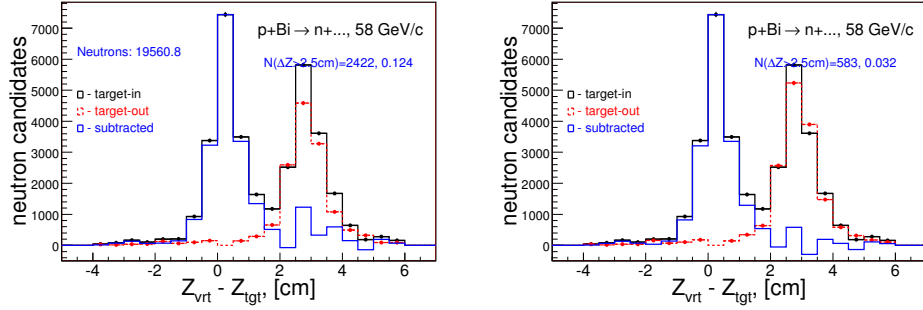 p+Bi→ n+..., 58 GeV/c
Neutrons: 19560.8
N(ΔZ>2.5cm)=2422, 0.124
- target-in
- target-out
- subtracted
neutron candidates
7000
6000
5000
4000
3000
2000
1000
0
-4 -2 0 2 4 6
Z_vrt - Z_tgt, [cm]
p+Bi→ n+..., 58 GeV/c
N(ΔZ>2.5cm)=583, 0.032
- target-in
- target-out
- subtracted
neutron candidates
7000
6000
5000
4000
3000
2000
1000
0
-4 -2 0 2 4 6
Z_vrt - Z_tgt, [cm]